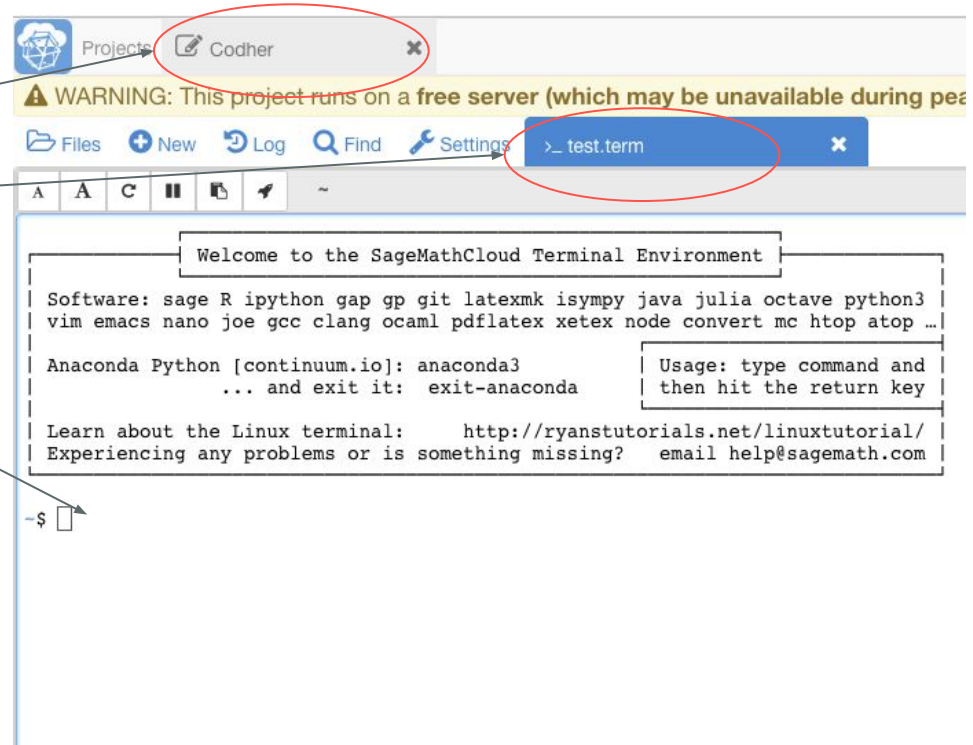 Projects Codher
WARNING: This project runs on a free server (which may be unavailable during pea
Files New Log Find Settings >_ test.term
A A C ~
Welcome to the SageMathCloud Terminal Environment
Software: sage R ipython gap gp git latexmk isympy java julia octave python3
vim emacs nano joe gcc clang ocaml pdflatex xetex node convert mc htop atop …
Anaconda Python [continuum.io]: anaconda3 Usage: type command and
... and exit it: exit-anaconda then hit the return key
Learn about the Linux terminal: http://ryanstutorials.net/linuxtutorial/
Experiencing any problems or is something missing? email help@sagemath.com
~$